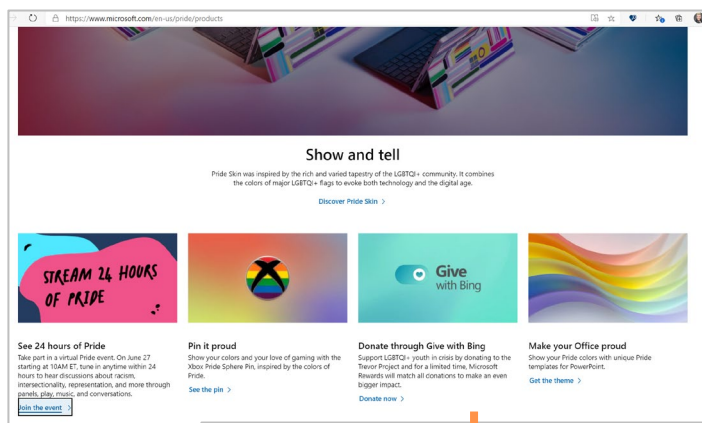 https://www.microsoft.com/en-us/pride/products
Show and tell
Pride Skin was inspired by the rich and varied tapestry of the LGBTQI+ community. It combines
the colors of major LGBTQI+ flags to evoke both technology and the digital age.
Discover Pride Skin >
STREAM 24 HOURS
OF PRIDE
Give
with Bing
See 24 hours of Pride
Take part in a virtual Pride event. On June 27
starting at 10AM ET, tune in anytime within 24
hours to hear discussions about racism,
intersectionality, representation, and more through
panels, play, music, and conversations.
Join the event >
Pin it proud
Show your colors and your love of gaming with the
Xbox Pride Sphere Pin, inspired by the colors of
Pride.
See the pin >
Donate through Give with Bing
Support LGBTQI+ youth in crisis by donating to the
Trevor Project and for a limited time, Microsoft
Rewards will match all donations to make an even
bigger impact.
Donate now >
Make your Office proud
Show your Pride colors with unique Pride
templates for PowerPoint.
Get the theme >